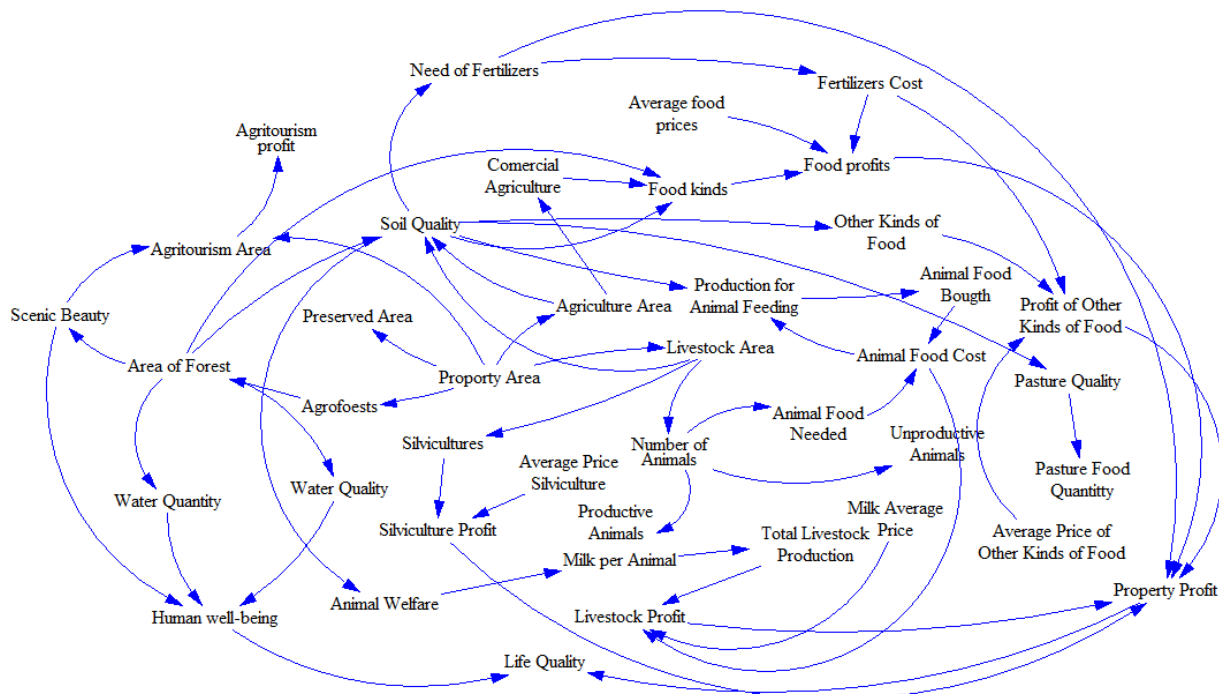 Need of Fertilizers
Fertilizers Cost
Average food
prices
Agritourism
profit
Comercial
Agriculture
Food kinds
Food profits
Soil Quality
Other Kinds of
Food
Agritourism Area
Production for
Animal Feeding
Animal Food
Bougth
Profit of Other
Kinds of Food
Scenic Beauty
Preserved Area
Agriculture Area
Livestock Area
Animal Food Cost
Area of Forest
Property Area
Pasture Quality
Agrofoests
Animal Food
Needed
Unproductive
Animals
Silvicultures
Number of
Animals
Average Price
Silviculture
Pasture Food
Quantitty
Water Quantity
Water Quality
Silviculture Profit
Productive
Animals
Total Livestock
Production
Milk Average
Price
Average Price of
Other Kinds of Food
Milk per Animal
Property Profit
Human well-being
Animal Welfare
Livestock Profit
Life Quality